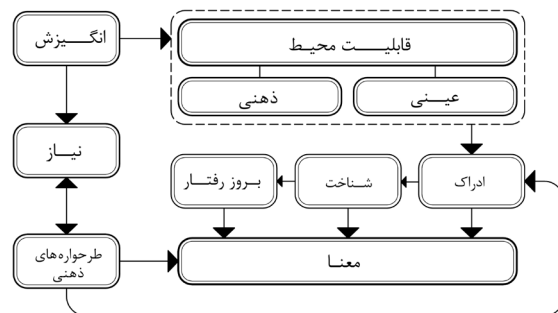 انگیزش
قابلیت محیط
ذهنی
عینی
نیاز
بروز رفتار
شناخت
ادراک
طرحواره‌های
ذهنی
معنا